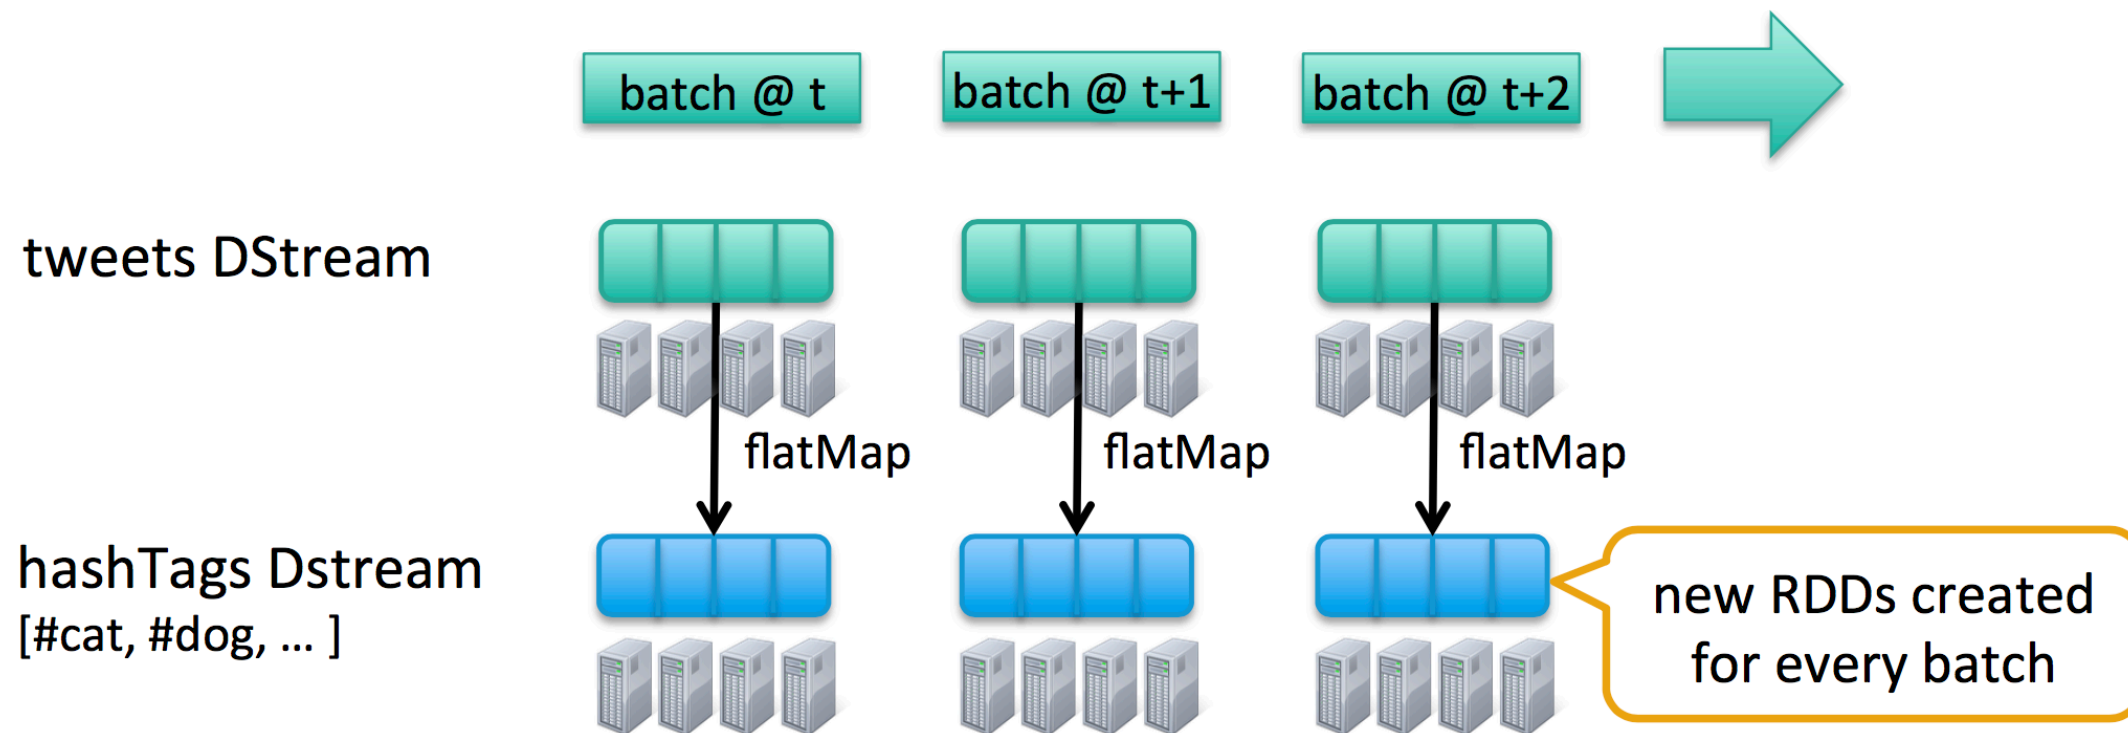 batch @ t
batch @ t+1
batch @ t+2
tweets DStream
flatMap
flatMap
flatMap
hashTags Dstream
[#cat, #dog, ... ]
new RDDs created
for every batch